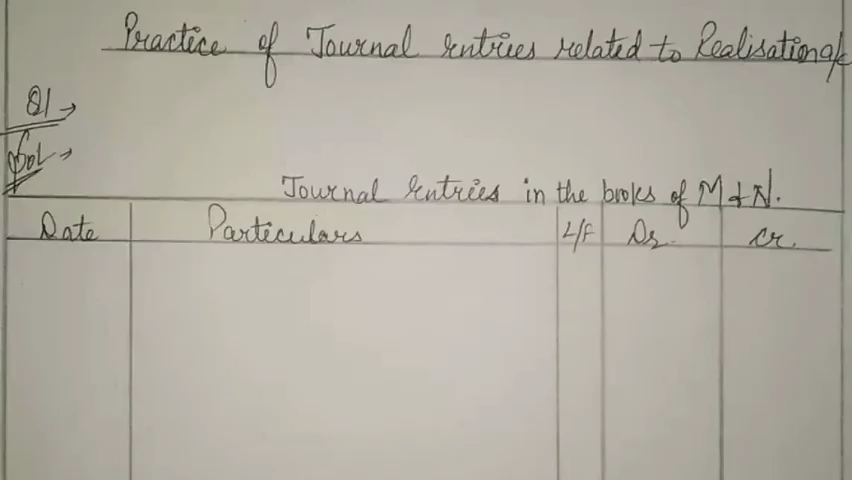 Practice of Journal entries related to Realisation a/c
Q1 →
Sol →
Journal entries in the books of M & N.
Date Particulars L/F Dr. Cr.